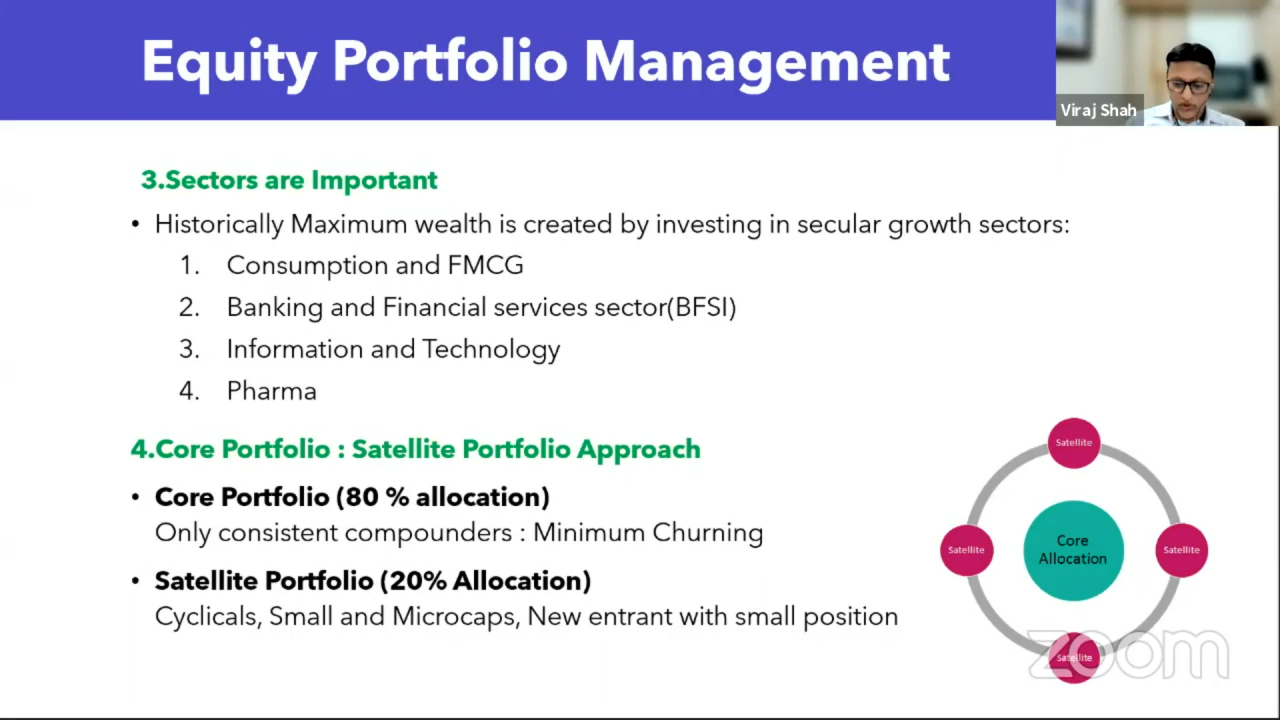 Equity Portfolio Management
Viraj Shah
3.Sectors are Important
• Historically Maximum wealth is created by investing in secular growth sectors:
1. Consumption and FMCG
2. Banking and Financial services sector(BFSI)
3. Information and Technology
4. Pharma
4.Core Portfolio : Satellite Portfolio Approach
• Core Portfolio (80 % allocation)
Only consistent compounders : Minimum Churning
• Satellite Portfolio (20% Allocation)
Cyclicals, Small and Microcaps, New entrant with small position
Satellite
Satellite
Core
Allocation
Satellite
Satellite
zoom